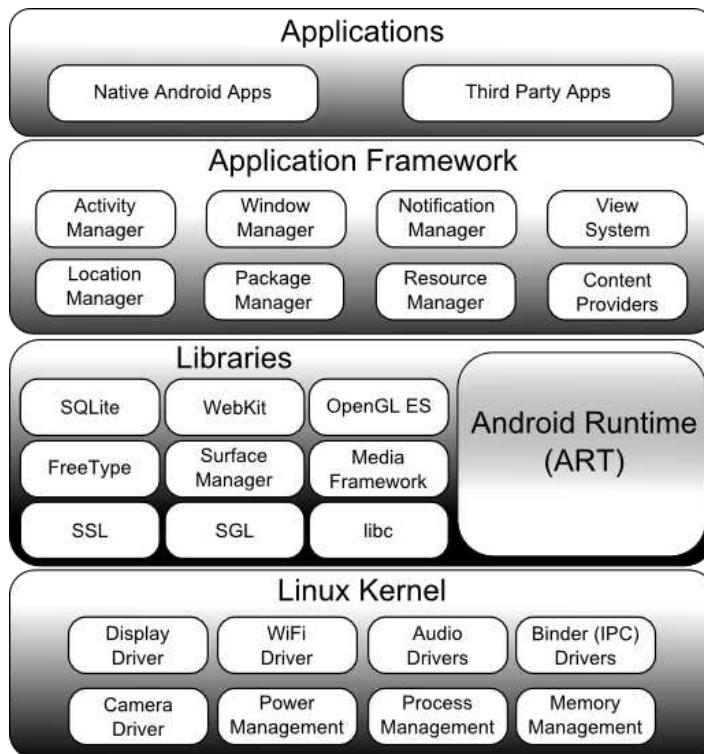 Applications
Native Android Apps
Third Party Apps
Application Framework
Activity
Manager
Window
Manager
Notification
Manager
View
System
Location
Manager
Package
Manager
Resource
Manager
Content
Providers
Libraries
SQLite
WebKit
OpenGL ES
FreeType
Surface
Manager
Media
Framework
SSL
SGL
libc
Android Runtime
(ART)
Linux Kernel
Display
Driver
WiFi
Driver
Audio
Drivers
Binder (IPC)
Drivers
Camera
Driver
Power
Management
Process
Management
Memory
Management